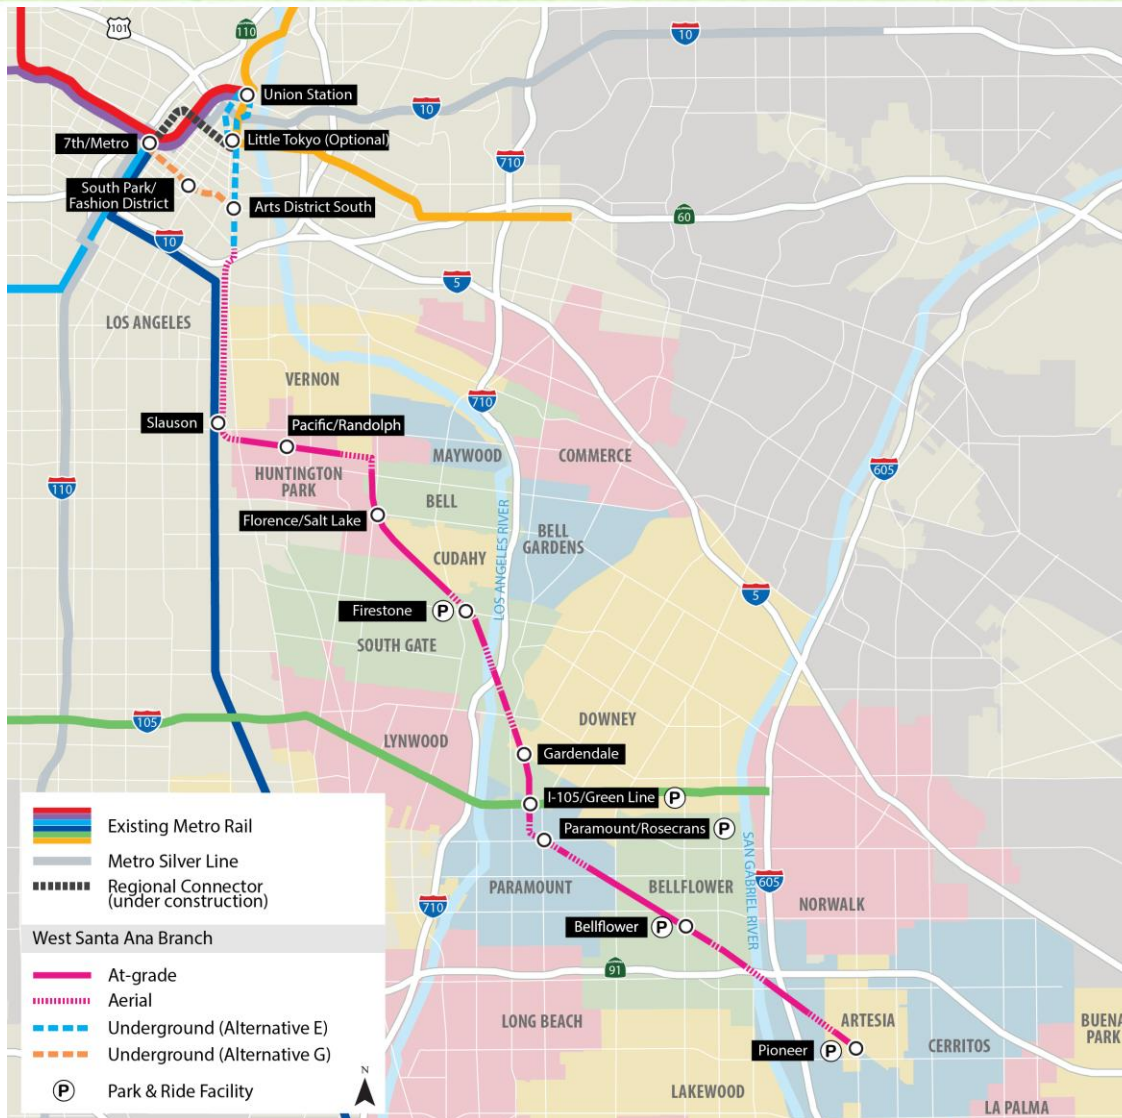 101
110
10
Union Station
10
7th/Metro
Little Tokyo (Optional)
710
South Park/
Fashion District
Arts District South
60
10
5
LOS ANGELES
VERNON
710
Slauson
Pacific/Randolph
MAYWOOD
COMMERCE
605
HUNTINGTON
PARK
110
BELL
Florence/Salt Lake
BELL
GARDENS
LOS ANGELES RIVER
CUDAHY
5
Firestone
P
SOUTH GATE
105
DOWNEY
LYNWOOD
Gardendale
I-105/Green Line
P
Paramount/Rosecrans
P
SAN GABRIEL RIVER
PARAMOUNT
BELLFLOWER
605
NORWALK
710
Bellflower
P
91
LONG BEACH
ARTESIA
BUENA
PARK
CERRITOS
Pioneer
P
LAKEWOOD
LA PALMA
Existing Metro Rail
Metro Silver Line
Regional Connector
(under construction)
West Santa Ana Branch
At-grade
Aerial
Underground (Alternative E)
Underground (Alternative G)
P
Park & Ride Facility
N